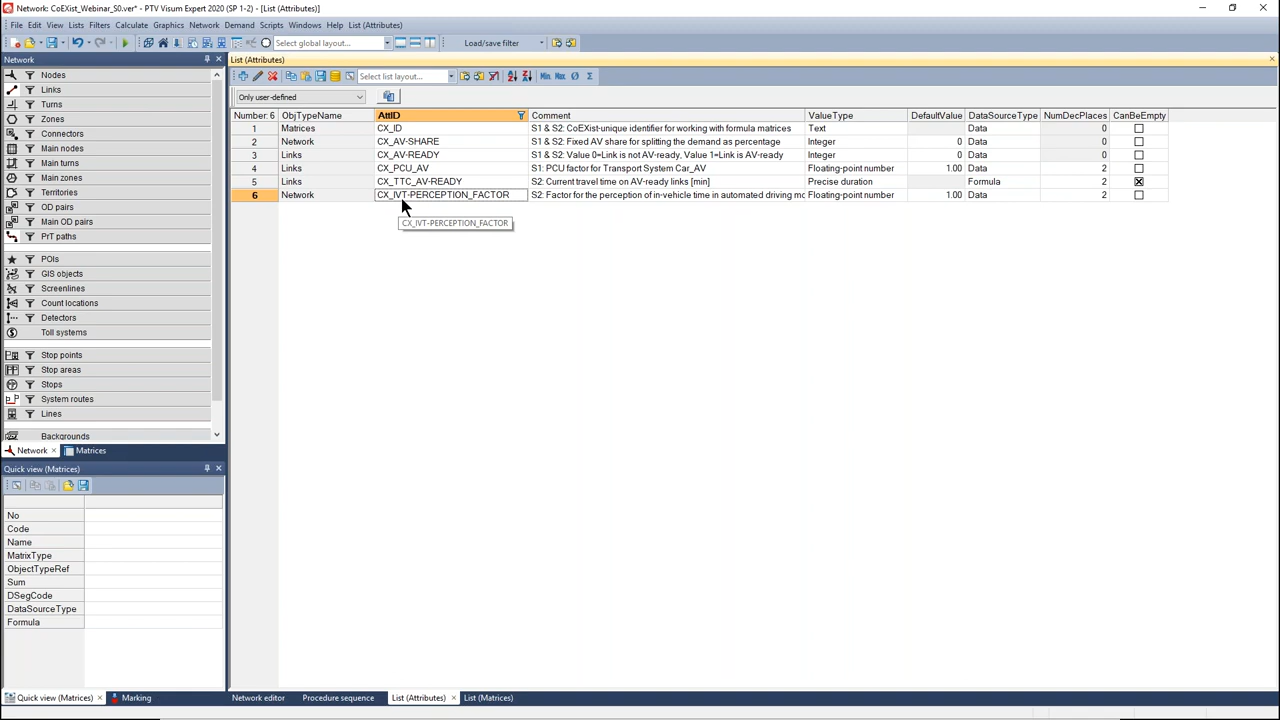 Network: CoEXist_Webinar_S0.ver* - PTV Visum Expert 2020 (SP 1-2) - [List (Attributes)]
File Edit View Lists Filters Calculate Graphics Network Demand Scripts Windows Help List (Attributes)
Select global layout... Load/save filter
Network
Nodes
Links
Turns
Zones
Connectors
Main nodes
Main turns
Main zones
Territories
OD pairs
Main OD pairs
PrT paths
POIs
GIS objects
Screenlines
Count locations
Detectors
Toll systems
Stop points
Stop areas
Stops
System routes
Lines
Backgrounds
Network Matrices
Quick view (Matrices)
No
Code
Name
MatrixType
ObjectTypeRef
Sum
DSegCode
DataSourceType
Formula
Quick view (Matrices) Marking
List (Attributes)
Select list layout... Min Max Ø Σ
Only user-defined
Number: 6 ObjTypeName AttID Comment ValueType DefaultValue DataSourceType NumDecPlaces CanBeEmpty
1 Matrices CX_ID S1 & S2: CoEXist-unique identifier for working with formula matrices Text Data 0
2 Network CX_AV-SHARE S1 & S2: Fixed AV share for splitting the demand as percentage Integer 0 Data 0
3 Links CX_AV-READY S1 & S2: Value 0=Link is not AV-ready, Value 1=Link is AV-ready Integer 0 Data 0
4 Links CX_PCU_AV S1: PCU factor for Transport System Car_AV Floating-point number 1.00 Data 2
5 Links CX_TTC_AV-READY S2: Current travel time on AV-ready links [min] Precise duration Formula 2
6 Network CX_IVT-PERCEPTION_FACTOR S2: Factor for the perception of in-vehicle time in automated driving mo Floating-point number 1.00 Data 2
CX_IVT-PERCEPTION_FACTOR
Network editor Procedure sequence List (Attributes) List (Matrices)